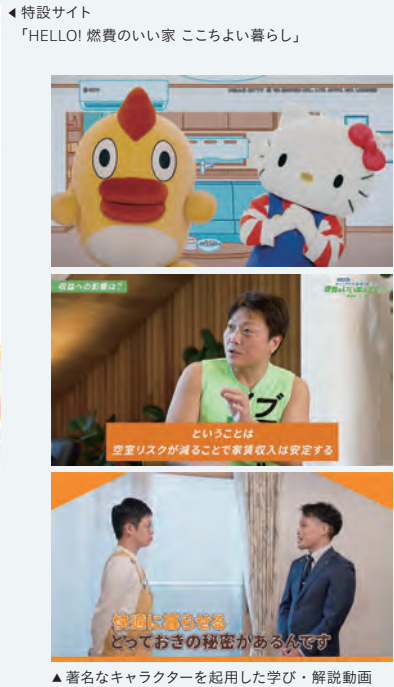 ◀特設サイト
「HELLO! 燃費のいい家 ここちよい暮らし」
収益への影響は?
ということは
空室リスクが減ることで家賃収入は安定する
快適に暮らせる
とっておきの秘密があるんです
▲著名なキャラクターを起用した学び・解説動画